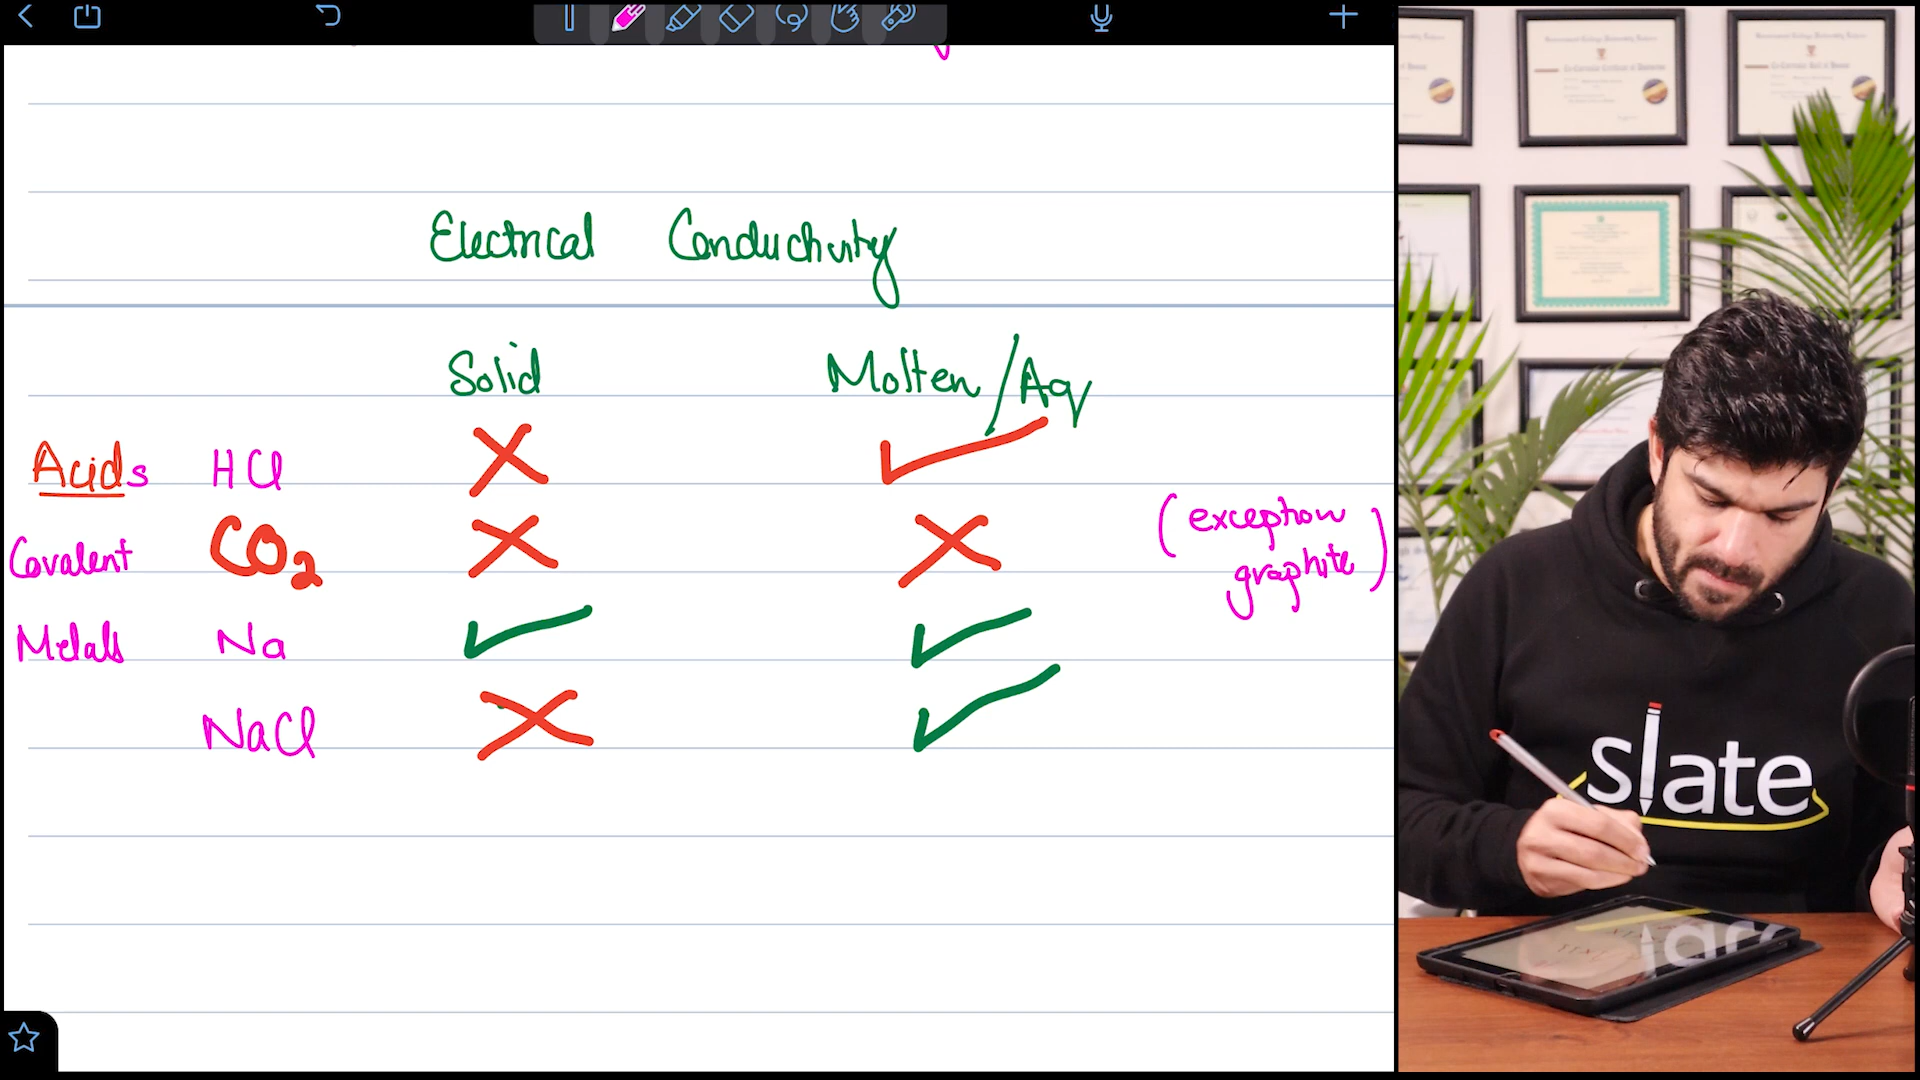 Electrical Conductivity
Solid Molten/Aq
Acids HCl
Covalent CO2 (exception
graphite)
Metals Na
NaCl
slate